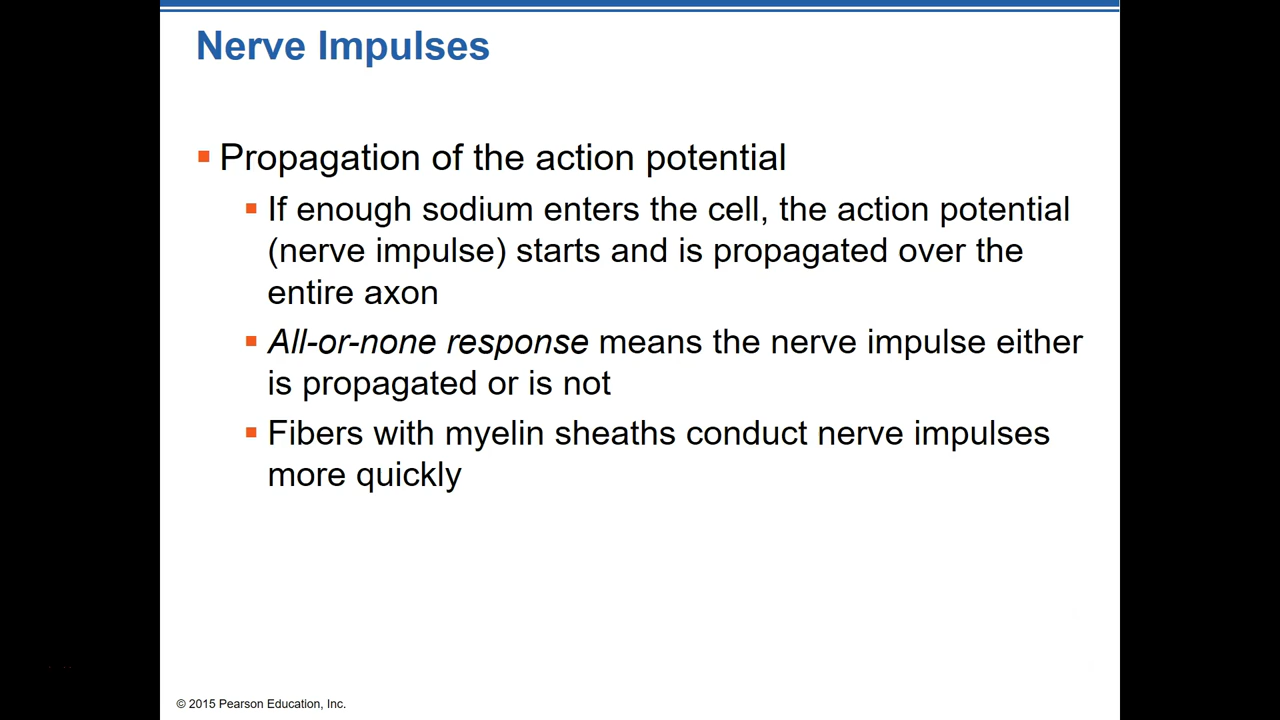 Nerve Impulses
Propagation of the action potential
If enough sodium enters the cell, the action potential
(nerve impulse) starts and is propagated over the
entire axon
All-or-none response means the nerve impulse either
is propagated or is not
Fibers with myelin sheaths conduct nerve impulses
more quickly
© 2015 Pearson Education, Inc.